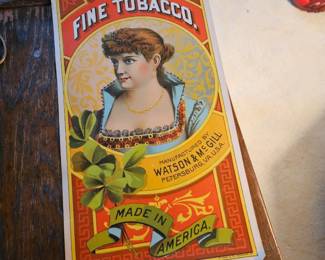 FINE TOBACCO.
MANUFACTURED BY
WATSON & McGILL
PETERSBURG, VA. U.S.A.
MADE IN
AMERICA.